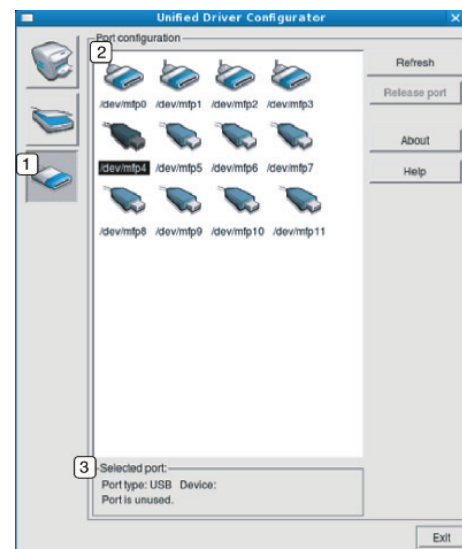 Unified Driver Configurator
Port configuration
2
Refresh
/dev/mfp0 /dev/mfp1 /dev/mfp2 /dev/mfp3
Release port
About
1
/dev/mfp4 /dev/mfp5 /dev/mfp6 /dev/mfp7
Help
/dev/mfp8 /dev/mfp9 /dev/mfp10 /dev/mfp11
3
Selected port:
Port type: USB Device:
Port is unused.
Exit